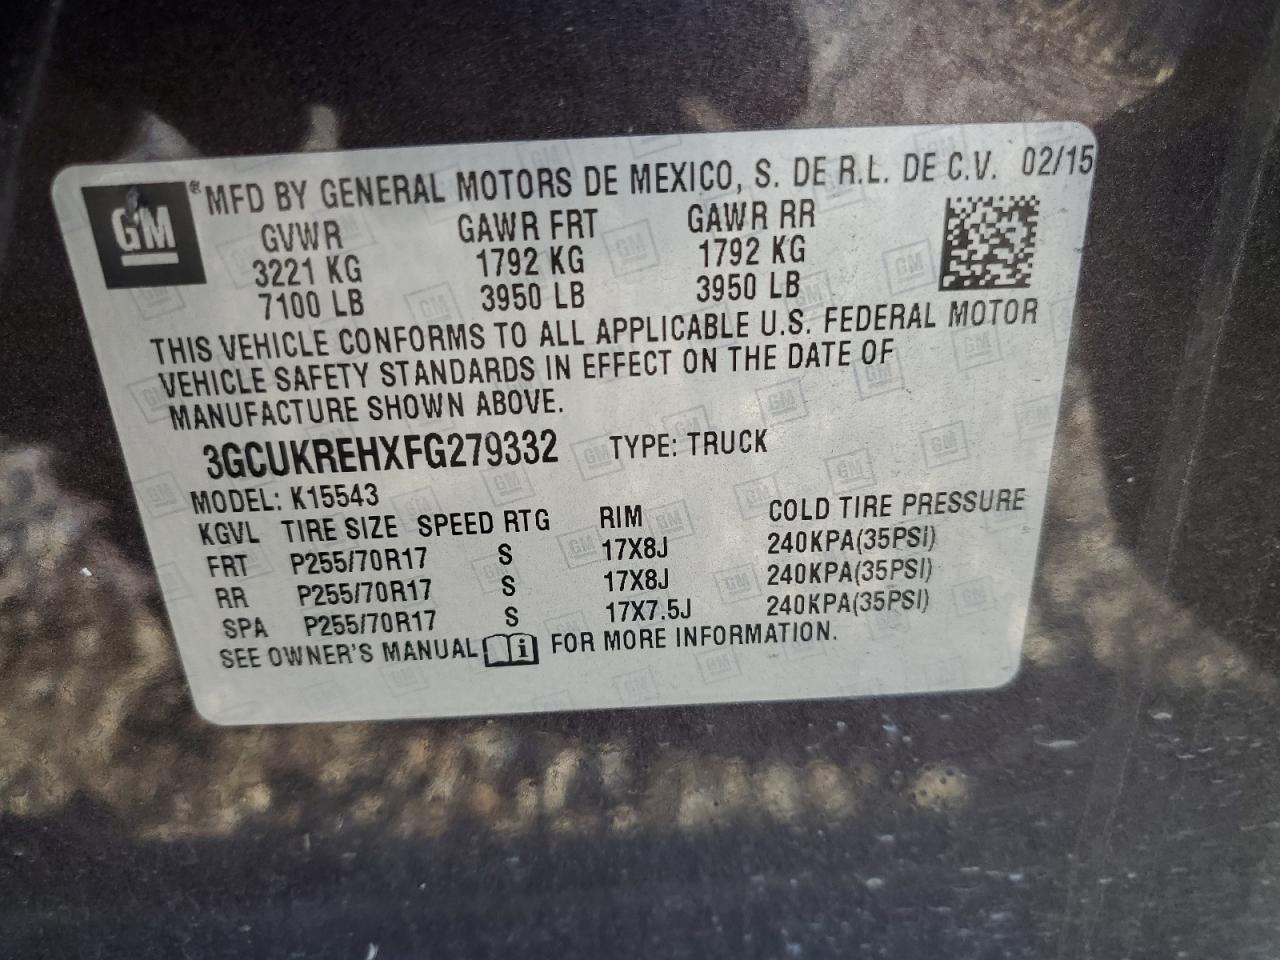 GM ® MFD BY GENERAL MOTORS DE MEXICO, S. DE R.L. DE C.V. 02/15
GVWR GAWR FRT GAWR RR
3221 KG 1792 KG 1792 KG
7100 LB 3950 LB 3950 LB
THIS VEHICLE CONFORMS TO ALL APPLICABLE U.S. FEDERAL MOTOR
VEHICLE SAFETY STANDARDS IN EFFECT ON THE DATE OF
MANUFACTURE SHOWN ABOVE.
3GCUKREHXFG279332 TYPE: TRUCK
MODEL: K15543
KGVL TIRE SIZE SPEED RTG RIM COLD TIRE PRESSURE
FRT P255/70R17 S 17X8J 240KPA(35PSI)
RR P255/70R17 S 17X8J 240KPA(35PSI)
SPA P255/70R17 S 17X7.5J 240KPA(35PSI)
SEE OWNER'S MANUAL i FOR MORE INFORMATION.